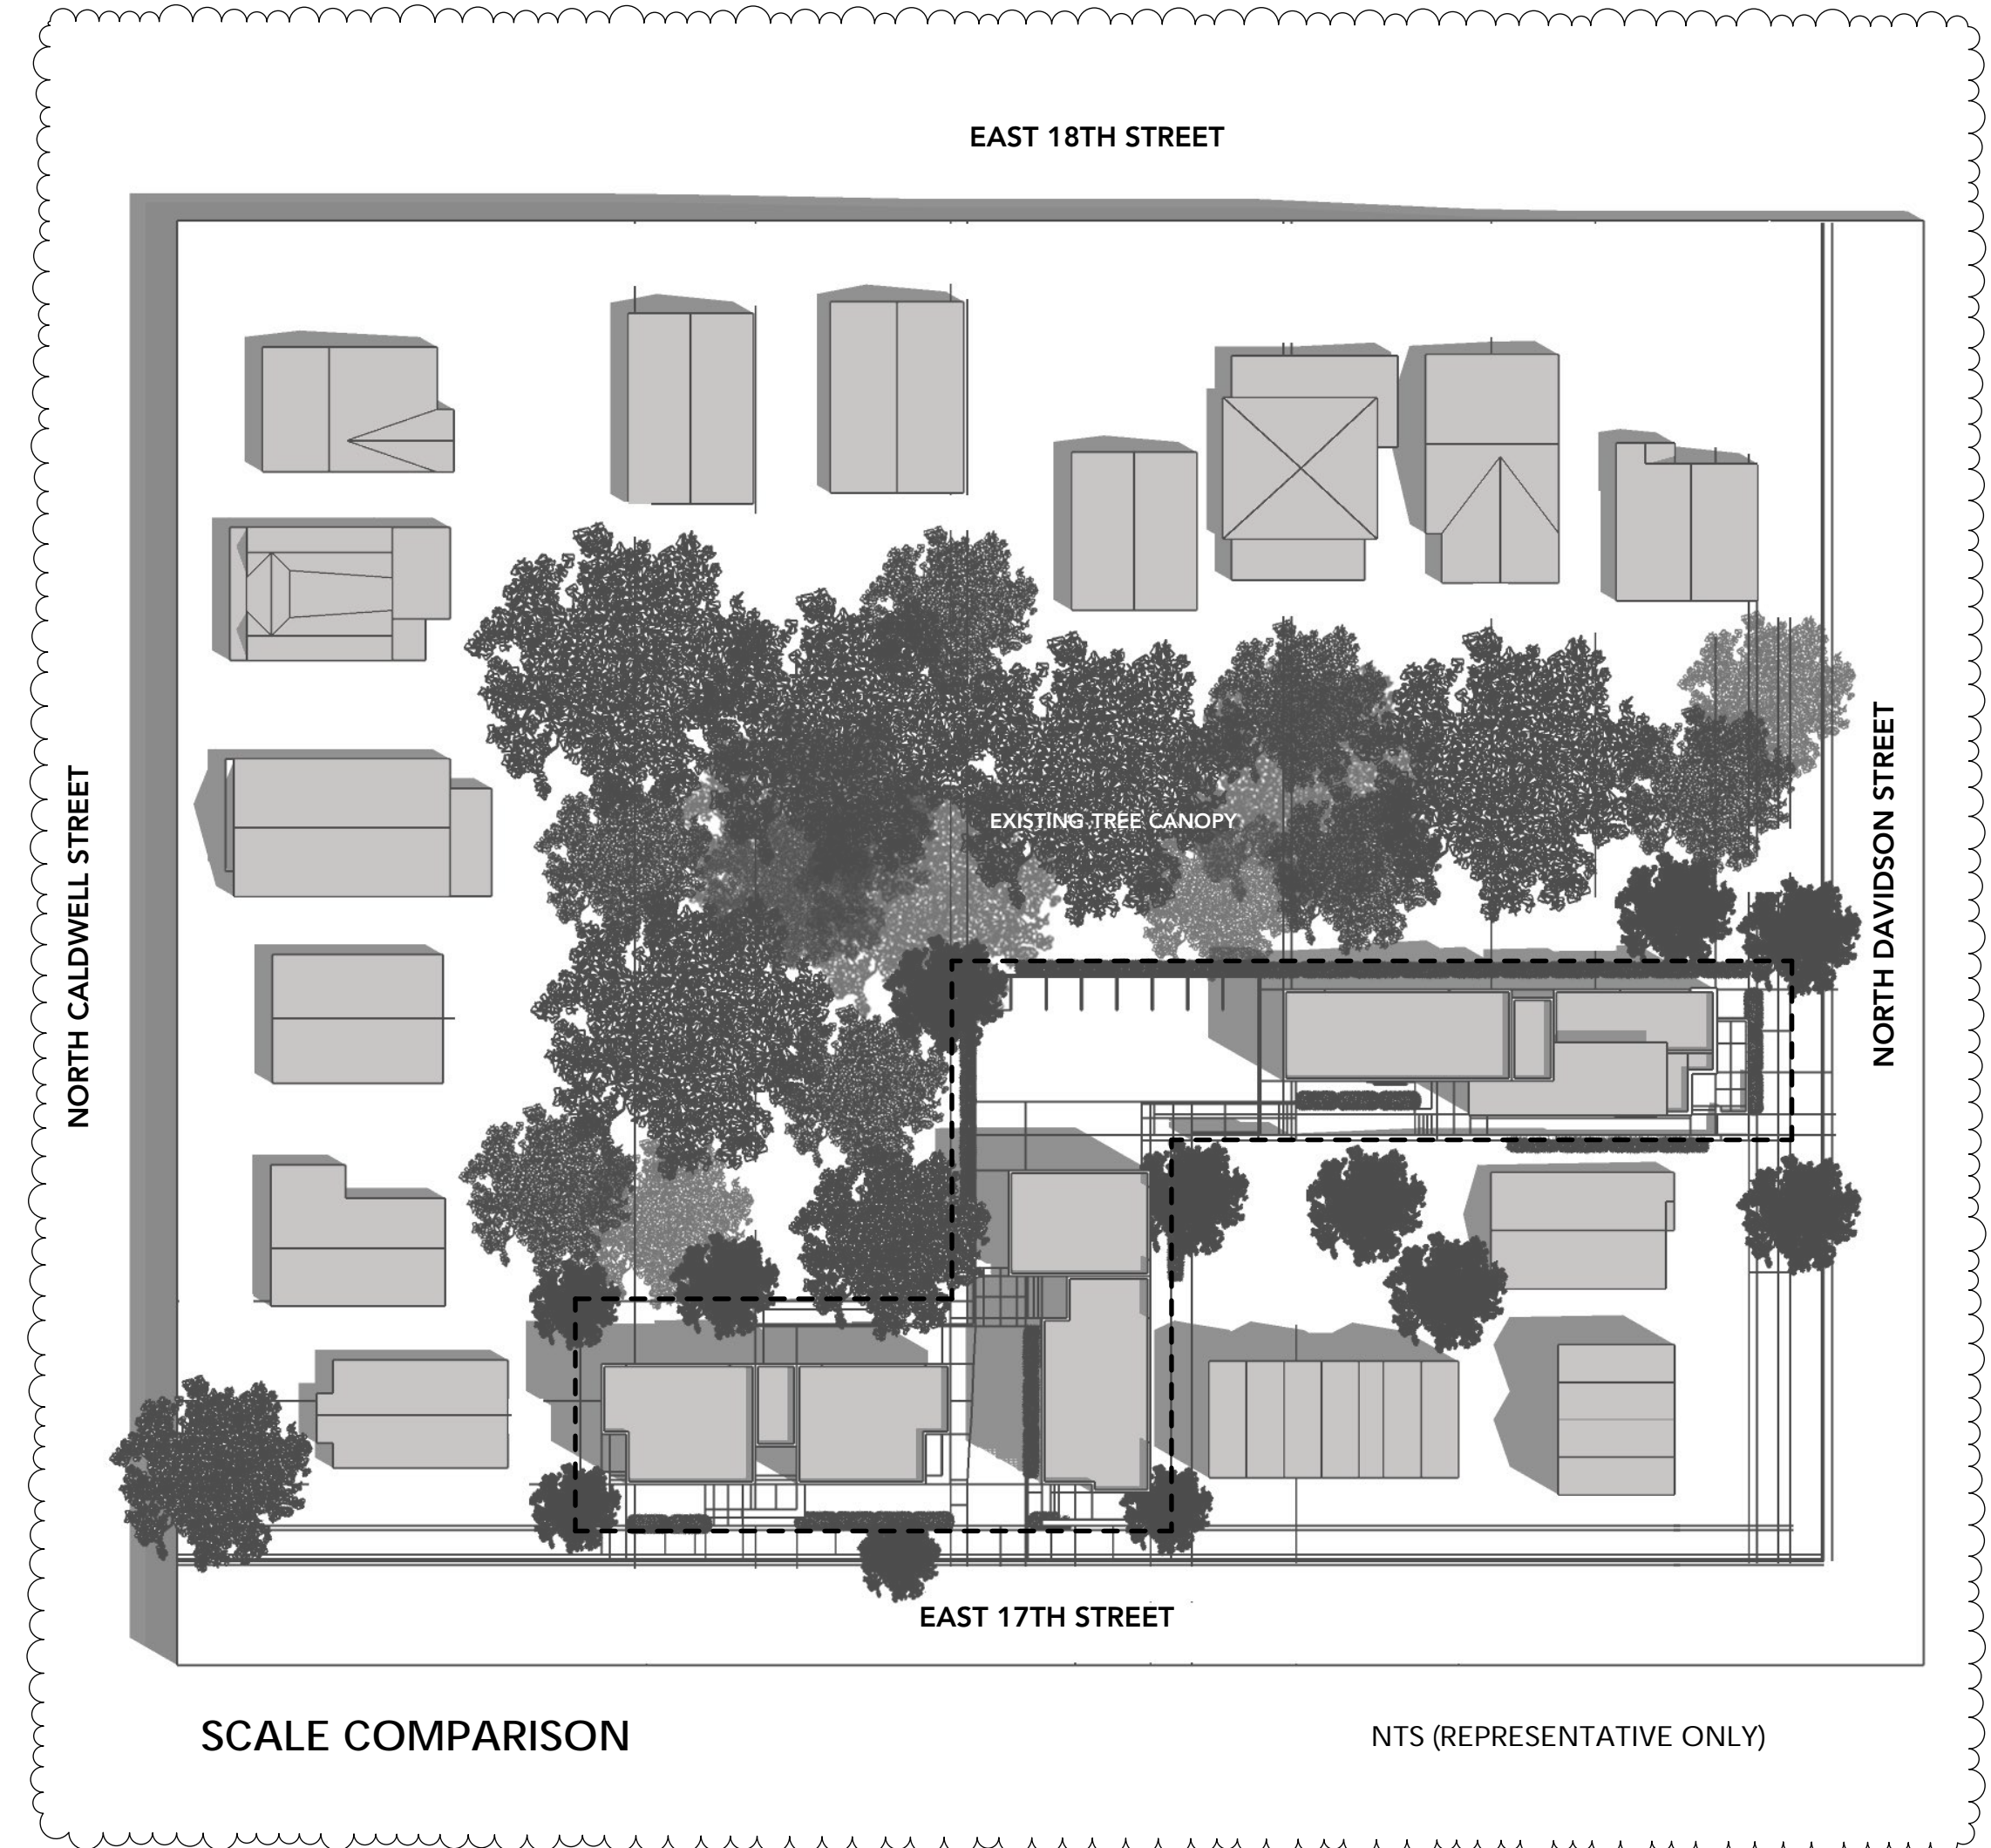 EAST 18TH STREET
NORTH CALDWELL STREET
NORTH DAVIDSON STREET
EXISTING TREE CANOPY
EAST 17TH STREET
SCALE COMPARISON
NTS (REPRESENTATIVE ONLY)